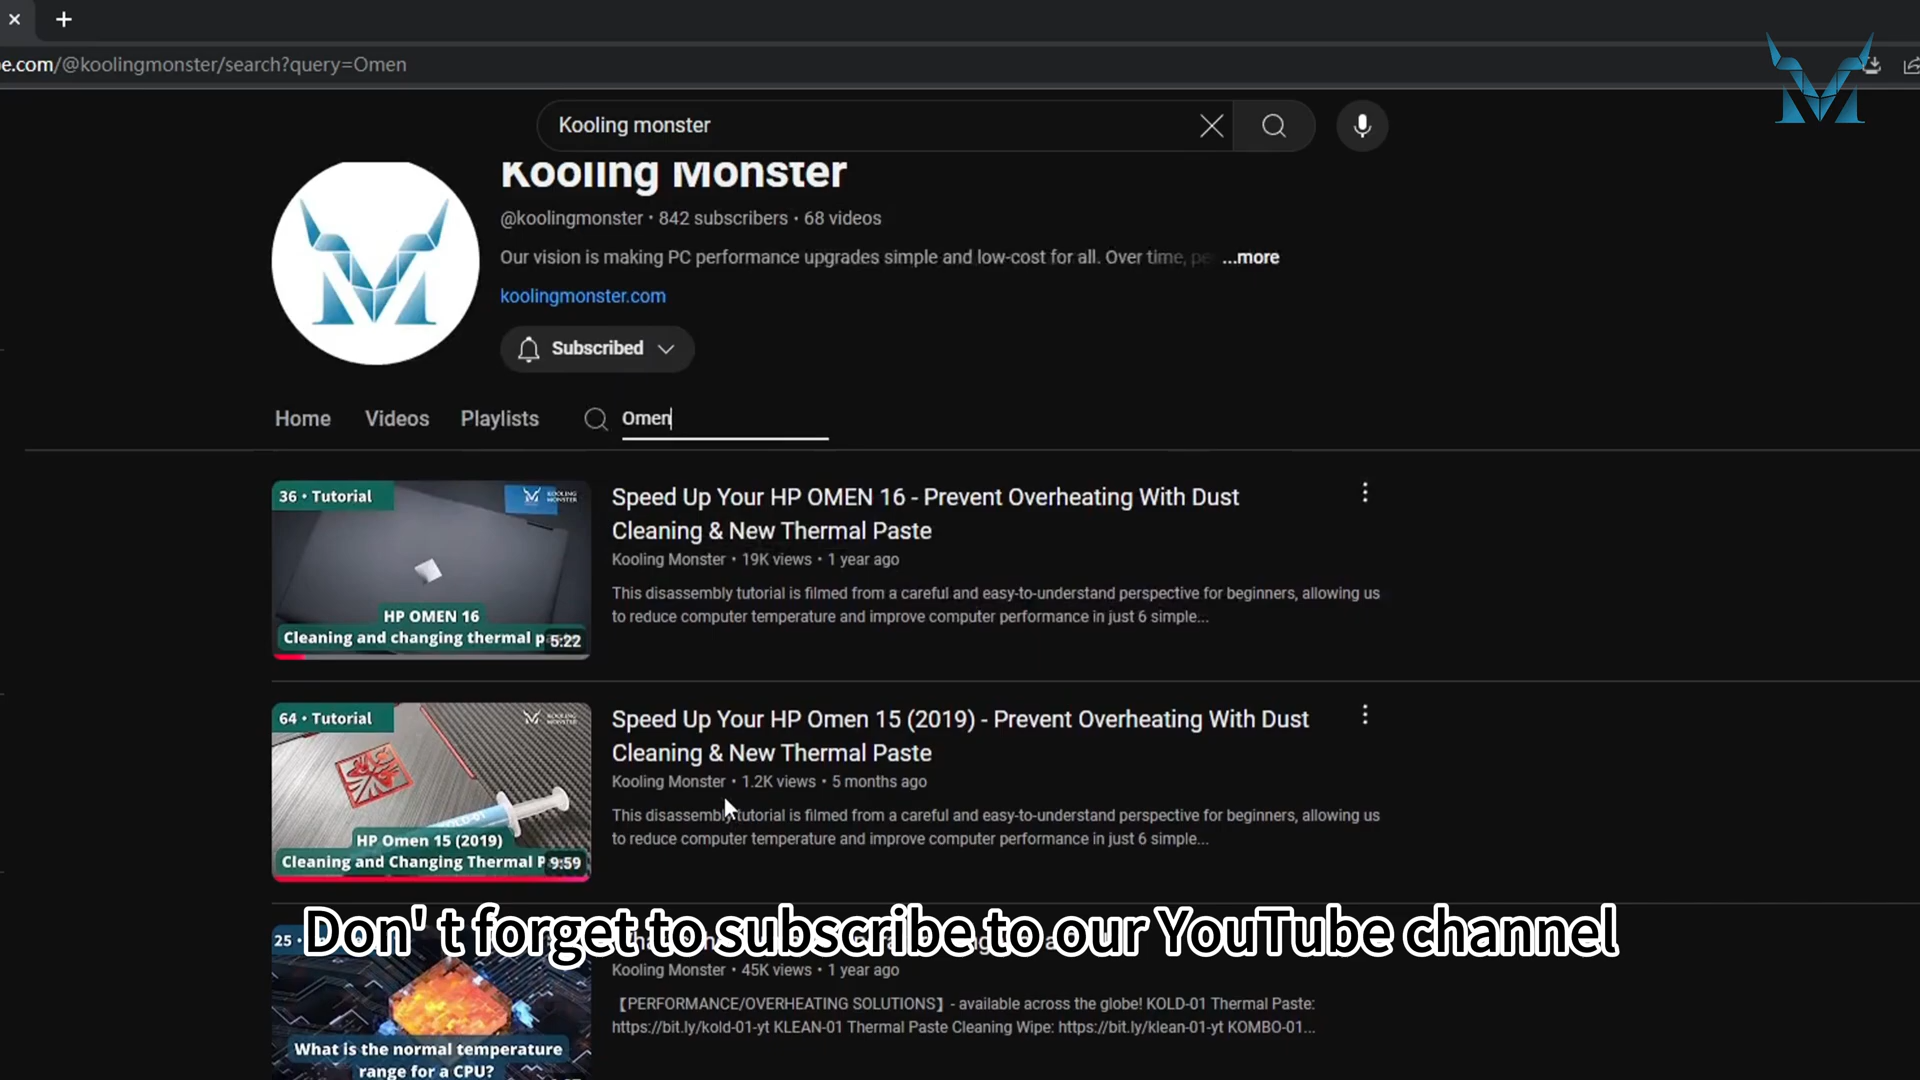 e.com/@koolingmonster/search?query=Omen
Kooling monster
Kooling Monster
@koolingmonster • 842 subscribers • 68 videos
Our vision is making PC performance upgrades simple and low-cost for all. Over time, ...more
koolingmonster.com
Subscribed
Home Videos Playlists Omen
36 • Tutorial
KOOLING MONSTER
HP OMEN 16
Cleaning and changing thermal p
5:22
Speed Up Your HP OMEN 16 - Prevent Overheating With Dust
Cleaning & New Thermal Paste
Kooling Monster • 19K views • 1 year ago
This disassembly tutorial is filmed from a careful and easy-to-understand perspective for beginners, allowing us
to reduce computer temperature and improve computer performance in just 6 simple...
64 • Tutorial
KOOLING MONSTER
KOLD-01
HP Omen 15 (2019)
Cleaning and Changing Thermal P
9:59
Speed Up Your HP Omen 15 (2019) - Prevent Overheating With Dust
Cleaning & New Thermal Paste
Kooling Monster • 1.2K views • 5 months ago
This disassembly tutorial is filmed from a careful and easy-to-understand perspective for beginners, allowing us
to reduce computer temperature and improve computer performance in just 6 simple...
Don't forget to subscribe to our YouTube channel
25 •
What is the normal temperature
range for a CPU?
Kooling Monster • 45K views • 1 year ago
【PERFORMANCE/OVERHEATING SOLUTIONS】- available across the globe! KOLD-01 Thermal Paste:
https://bit.ly/kold-01-yt KLEAN-01 Thermal Paste Cleaning Wipe: https://bit.ly/klean-01-yt KOMBO-01...